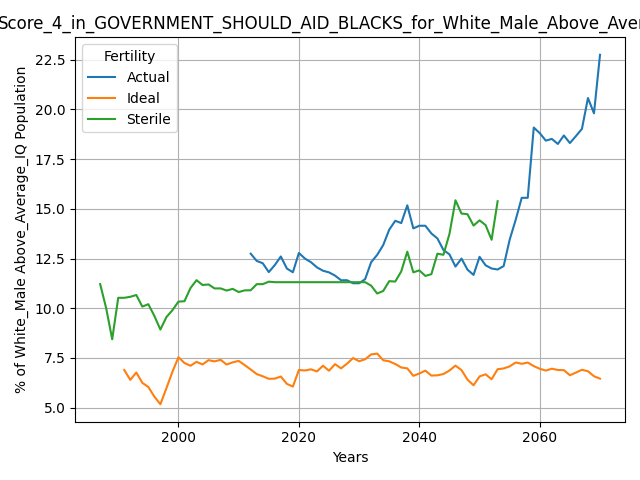 Score_4_in_GOVERNMENT_SHOULD_AID_BLACKS_for_White_Male_Above_Aver
Fertility
Actual
Ideal
Sterile
% of White_Male Above_Average_IQ Population
22.5
20.0
17.5
15.0
12.5
10.0
7.5
5.0
2000 2020 2040 2060
Years